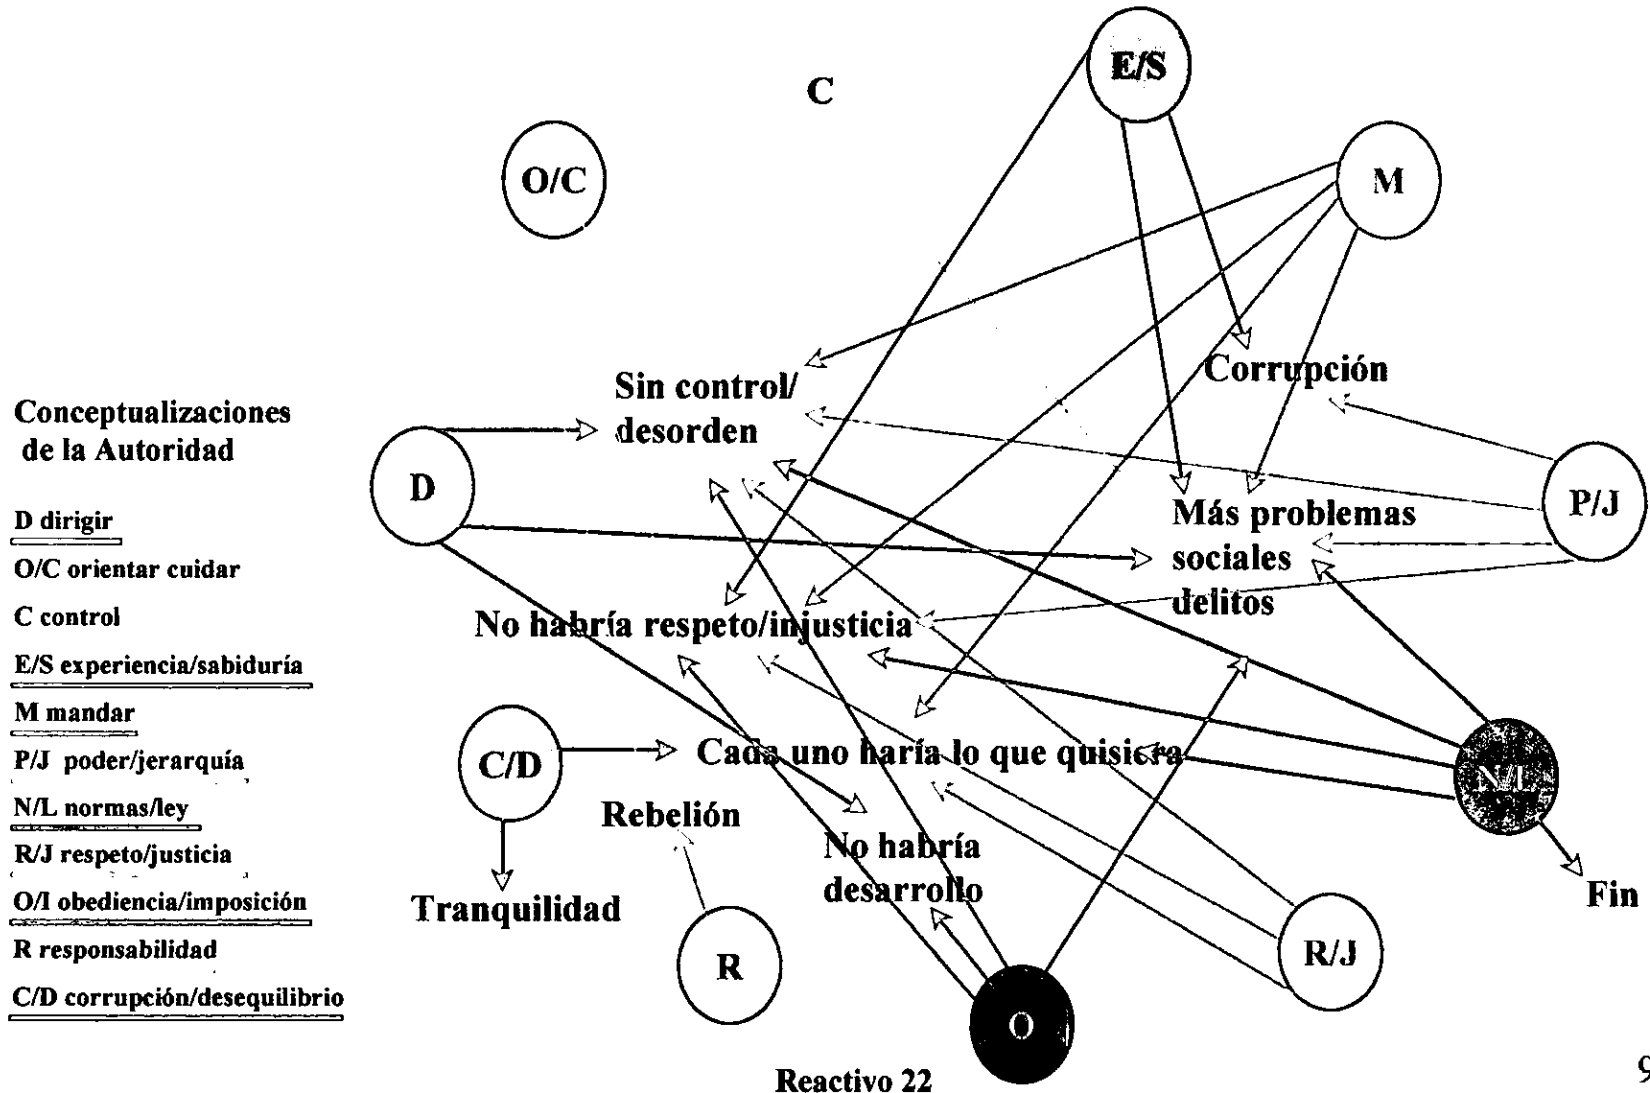 E/S
C
O/C
M
Sin control/
desorden
Corrupción
Conceptualizaciones
de la Autoridad
D
P/J
Más problemas
sociales
delitos
D dirigir
O/C orientar cuidar
C control
E/S experiencia/sabiduría
M mandar
P/J poder/jerarquía
N/L normas/ley
R/J respeto/justicia
O/I obediencia/imposición
R responsabilidad
C/D corrupción/desequilibrio
No habría respeto/injusticia
C/D
Cada uno haría lo que quisiera
N/L
Rebelión
No habría
desarrollo
Tranquilidad
Fin
R
R/J
O
Reactivo 22
9